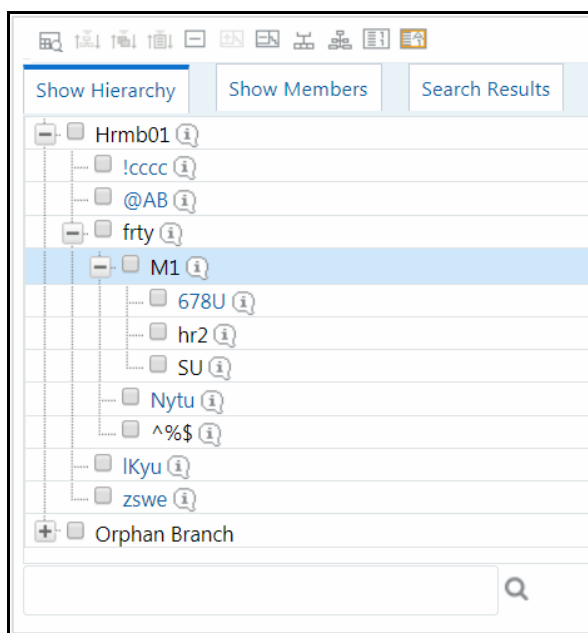 Show Hierarchy Show Members Search Results
Hrmb01
!cccc
@AB
frty
M1
678U
hr2
SU
Nytu
^%$
lKyu
zswe
Orphan Branch